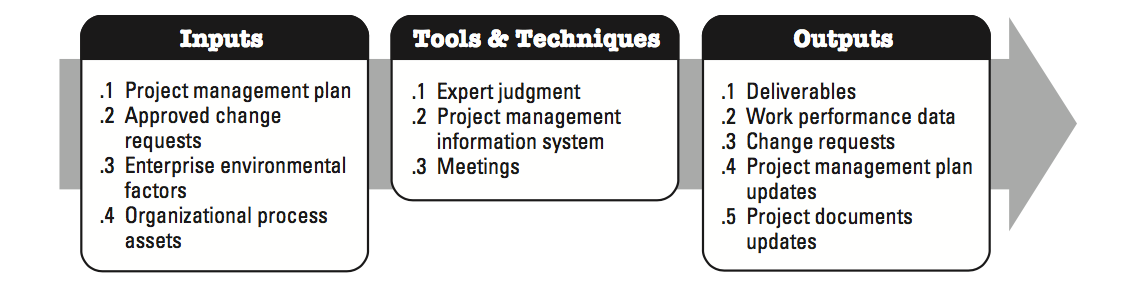 Inputs
.1 Project management plan
.2 Approved change
requests
.3 Enterprise environmental
factors
.4 Organizational process
assets
Tools & Techniques
.1 Expert judgment
.2 Project management
information system
.3 Meetings
Outputs
.1 Deliverables
.2 Work performance data
.3 Change requests
.4 Project management plan
updates
.5 Project documents
updates